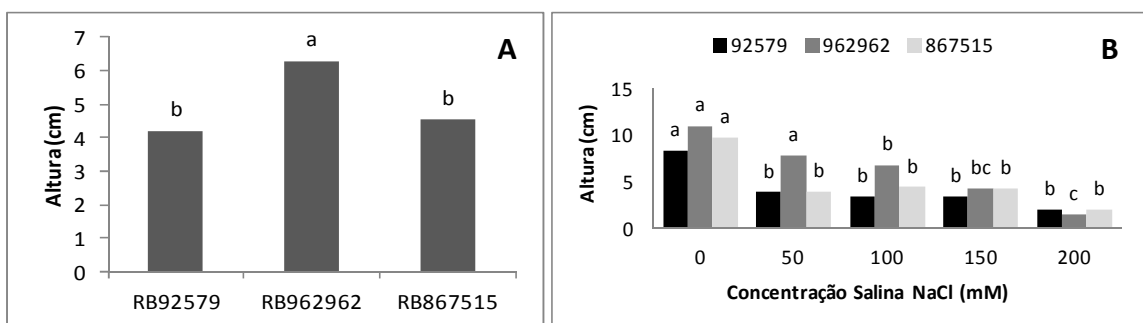 A
Altura (cm)
7
6
5
4
3
2
1
0
b
a
b
RB92579
RB962962
RB867515
92579
962962
867515
B
Altura (cm)
15
10
5
0
a
a
a
b
a
b
b
b
b
b
bc
b
b
c
b
0
50
100
150
200
Concentração Salina NaCl (mM)